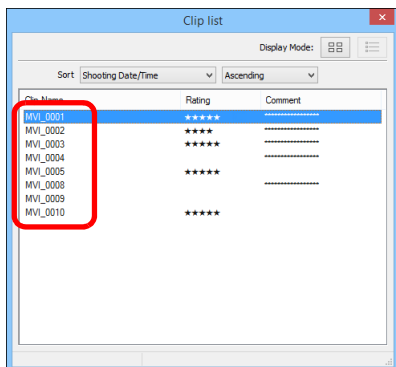 Clip list
Display Mode:
Sort Shooting Date/Time Ascending
Clip Name Rating Comment
MVI_0001 ★★★★★ ******************
MVI_0002 ★★★★
MVI_0003 ★★★★★ ******************
MVI_0004 ******************
MVI_0005 ★★★★★
MVI_0008 ******************
MVI_0009
MVI_0010 ★★★★★